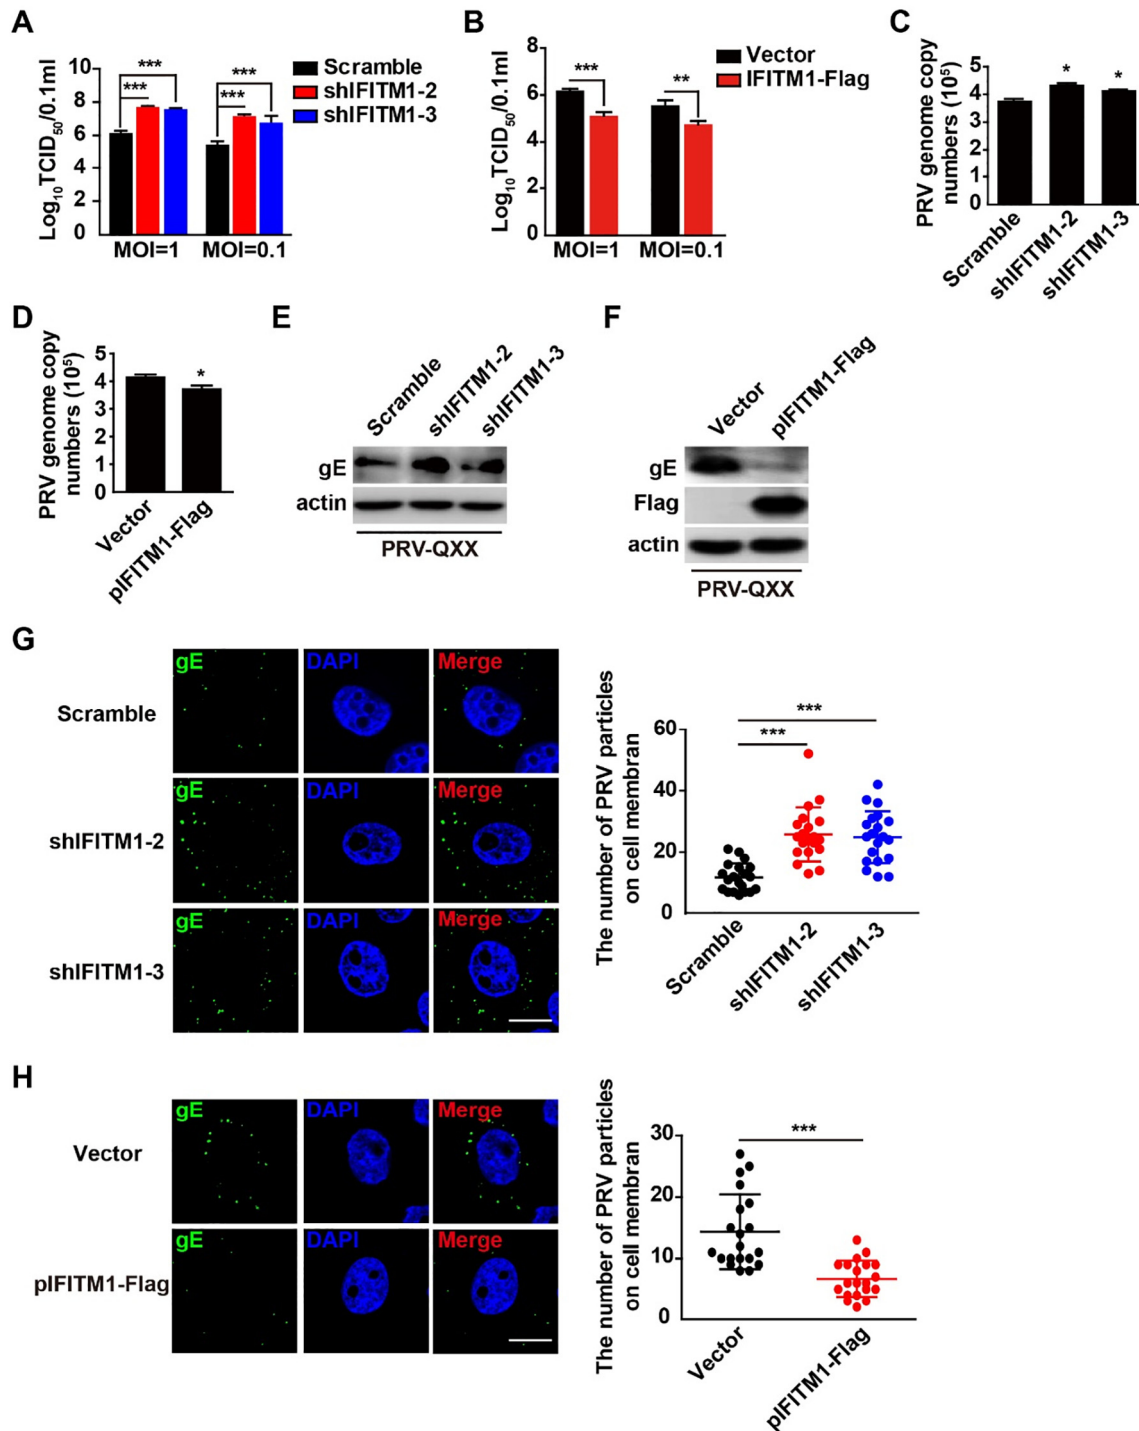 A
Log10TCID50/0.1ml
10
8
6
4
2
0
***
***
***
***
MOI=1
MOI=0.1
Scramble
shIFITM1-2
shIFITM1-3
B
Log10TCID50/0.1ml
8
6
4
2
0
***
**
MOI=1
MOI=0.1
Vector
IFITM1-Flag
C
PRV genome copy
numbers (10^5)
5
4
3
2
1
0
*
*
Scramble
shIFITM1-2
shIFITM1-3
D
PRV genome copy
numbers (10^5)
5
4
3
2
1
0
*
Vector
pIFITM1-Flag
E
Scramble
shIFITM1-2
shIFITM1-3
gE
actin
PRV-QXX
F
Vector
pIFITM1-Flag
gE
Flag
actin
PRV-QXX
G
gE DAPI Merge
Scramble
gE
shIFITM1-2
gE
shIFITM1-3
The number of PRV particles
on cell membran
60
40
20
0
***
***
Scramble
shIFITM1-2
shIFITM1-3
H
gE DAPI Merge
Vector
gE DAPI Merge
pIFITM1-Flag
The number of PRV particles
on cell membran
30
20
10
0
***
Vector
pIFITM1-Flag